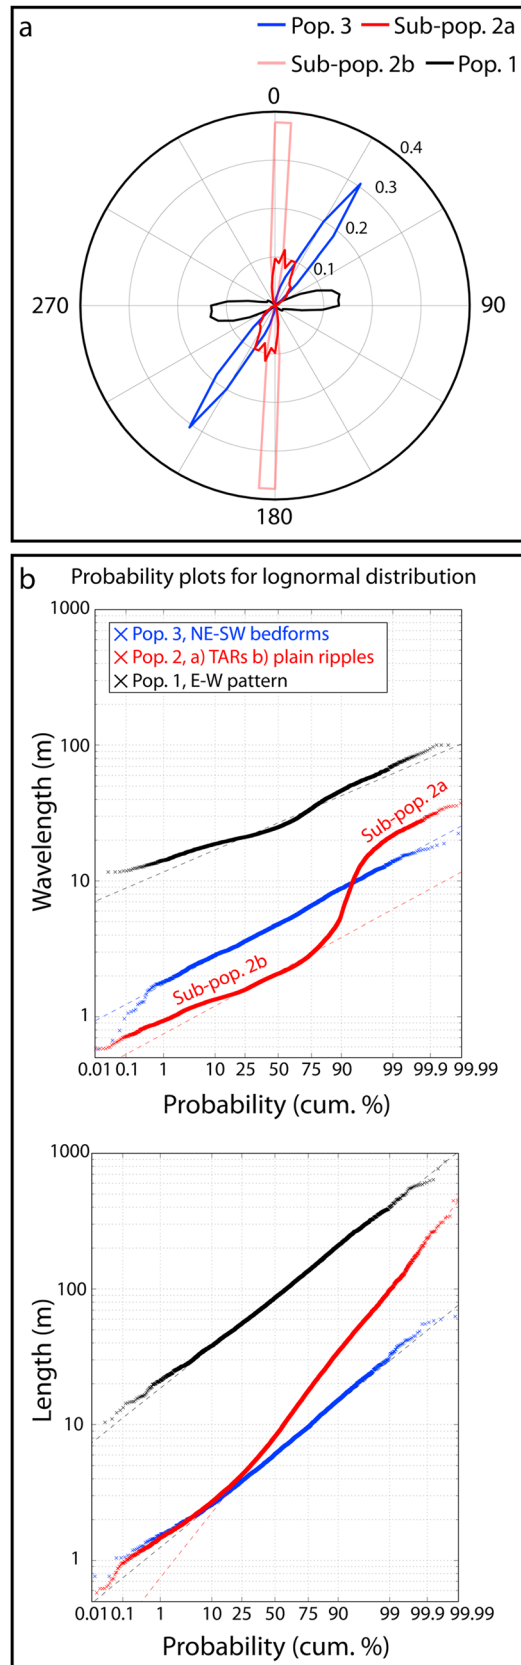 a
Pop. 3 Sub-pop. 2a
Sub-pop. 2b Pop. 1
0
0.4
0.3
0.2
0.1
270 90
180
b
Probability plots for lognormal distribution
1000
× Pop. 3, NE-SW bedforms
× Pop. 2, a) TARs b) plain ripples
× Pop. 1, E-W pattern
100
Sub-pop. 2a
Wavelength (m)
10
Sub-pop. 2b
1
0.01 0.1 1 10 25 50 75 90 99 99.9 99.99
Probability (cum. %)
1000
100
Length (m)
10
1
0.01 0.1 1 10 25 50 75 90 99 99.9 99.99
Probability (cum. %)